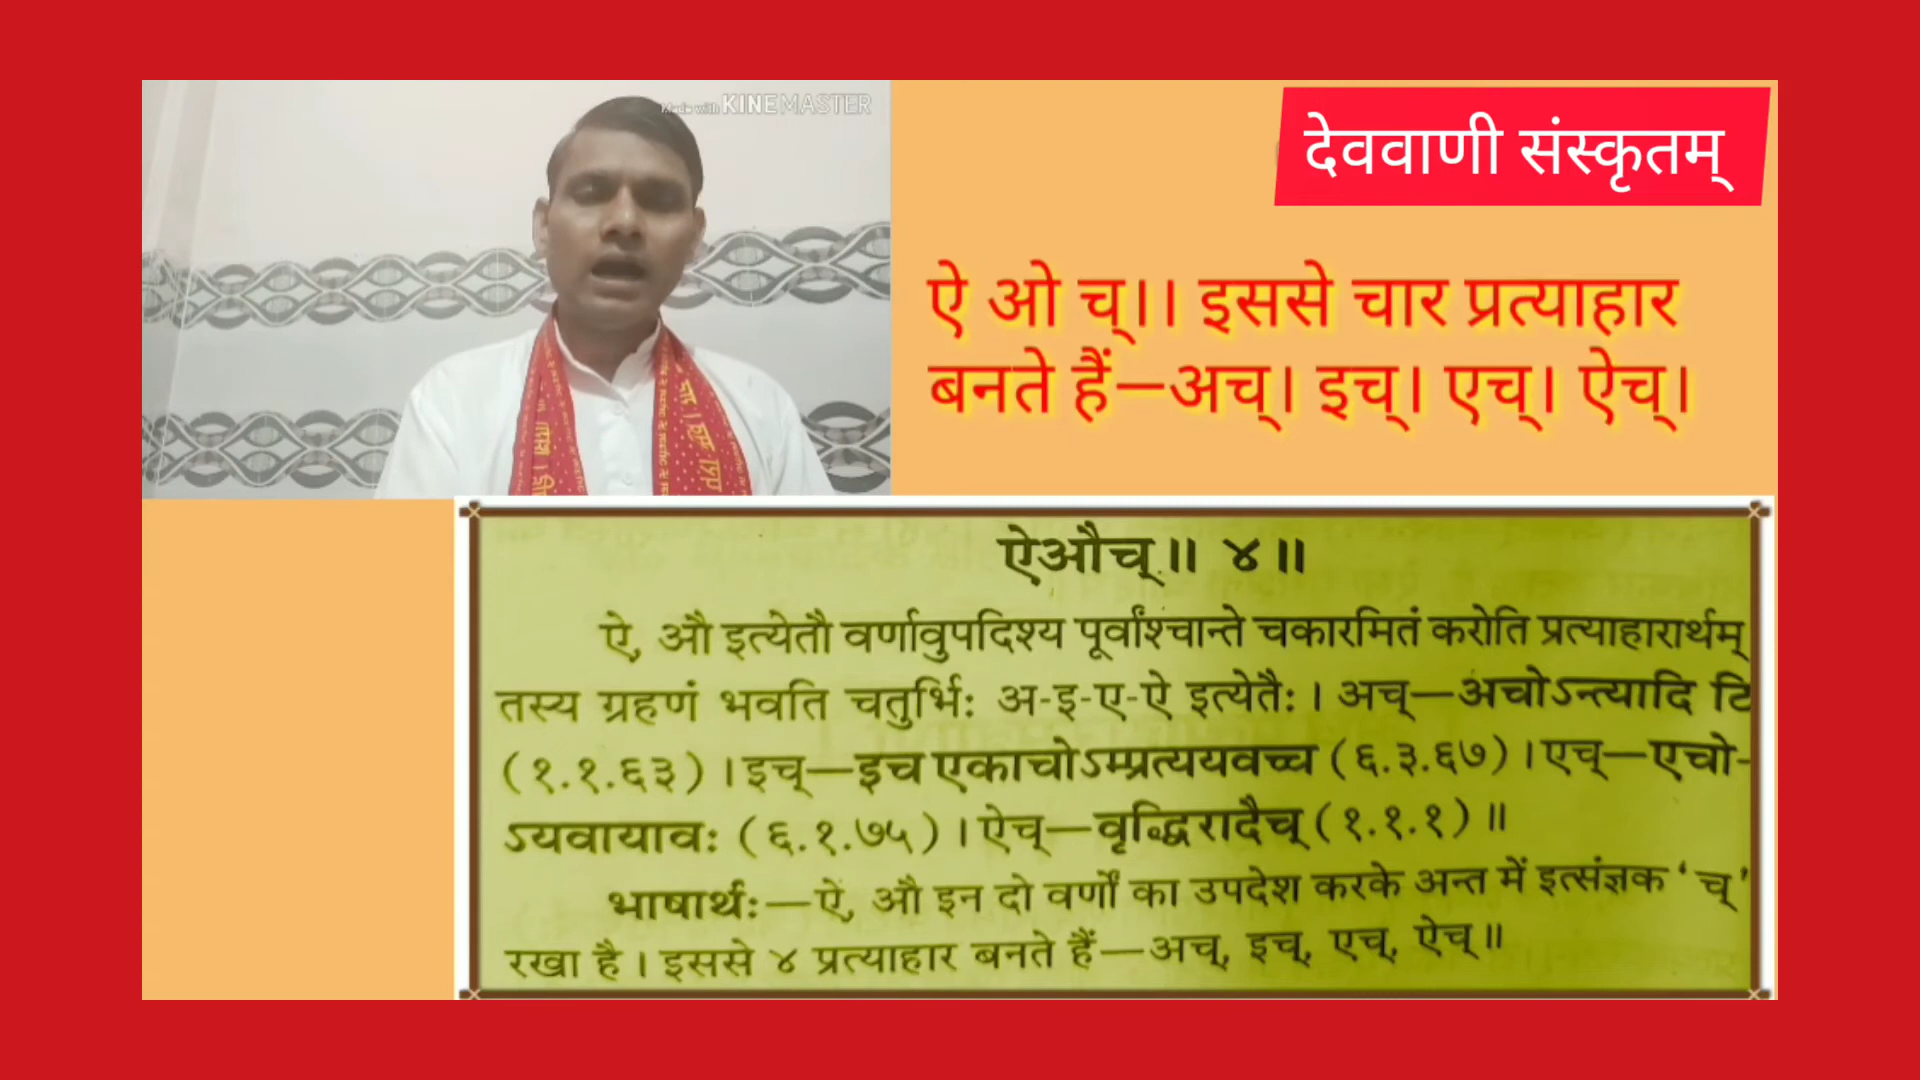 Made with KINEMASTER
देववाणी संस्कृतम्
ऐ ओ च्।। इससे चार प्रत्याहार
बनते हैं—अच्। इच्। एच्। ऐच्।
ऐऔच्॥ ४॥
ऐ, औ इत्येतौ वर्णावुपदिश्य पूर्वांश्चान्ते चकारमितं करोति प्रत्याहारार्थम्
तस्य ग्रहणं भवति चतुर्भिः अ-इ-ए-ऐ इत्येतैः। अच्—अचोऽन्त्यादि टि
(१.१.६३)। इच्—इच एकाचोऽम्प्रत्ययवच्च (६.३.६७)। एच्—एचो-
ऽयवायावः (६.१.७५)। ऐच्—वृद्धिरादैच् (१.१.१)॥
भाषार्थः—ऐ, औ इन दो वर्णों का उपदेश करके अन्त में इत्संज्ञक ‘च्’
रखा है। इससे ४ प्रत्याहार बनते हैं—अच्, इच्, एच्, ऐच्॥